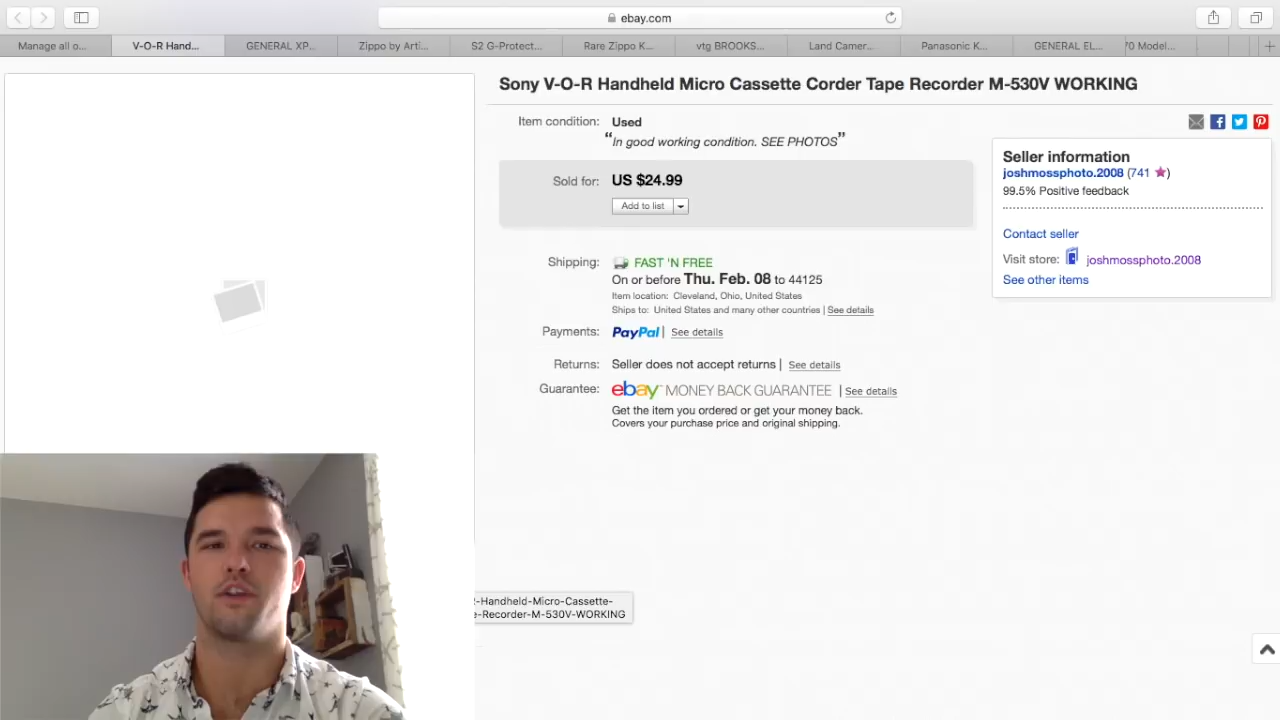 ebay.com
Manage all o...
V-O-R Hand...
GENERAL XP...
Zippo by Arti...
S2 G-Protect...
Rare Zippo K...
vtg BROOKS...
Land Camer...
Panasonic K...
GENERAL EL...
'0 Model...
Sony V-O-R Handheld Micro Cassette Corder Tape Recorder M-530V WORKING
Item condition: Used
"In good working condition. SEE PHOTOS"
Sold for: US $24.99
Add to list
Shipping: FAST 'N FREE
On or before Thu. Feb. 08 to 44125
Item location: Cleveland, Ohio, United States
Ships to: United States and many other countries | See details
Payments: PayPal | See details
Returns: Seller does not accept returns | See details
Guarantee: ebay MONEY BACK GUARANTEE | See details
Get the item you ordered or get your money back.
Covers your purchase price and original shipping.
Seller information
joshmossphoto.2008 (741 ★)
99.5% Positive feedback
Contact seller
Visit store: joshmossphoto.2008
See other items
-Handheld-Micro-Cassette-
e-Recorder-M-530V-WORKING